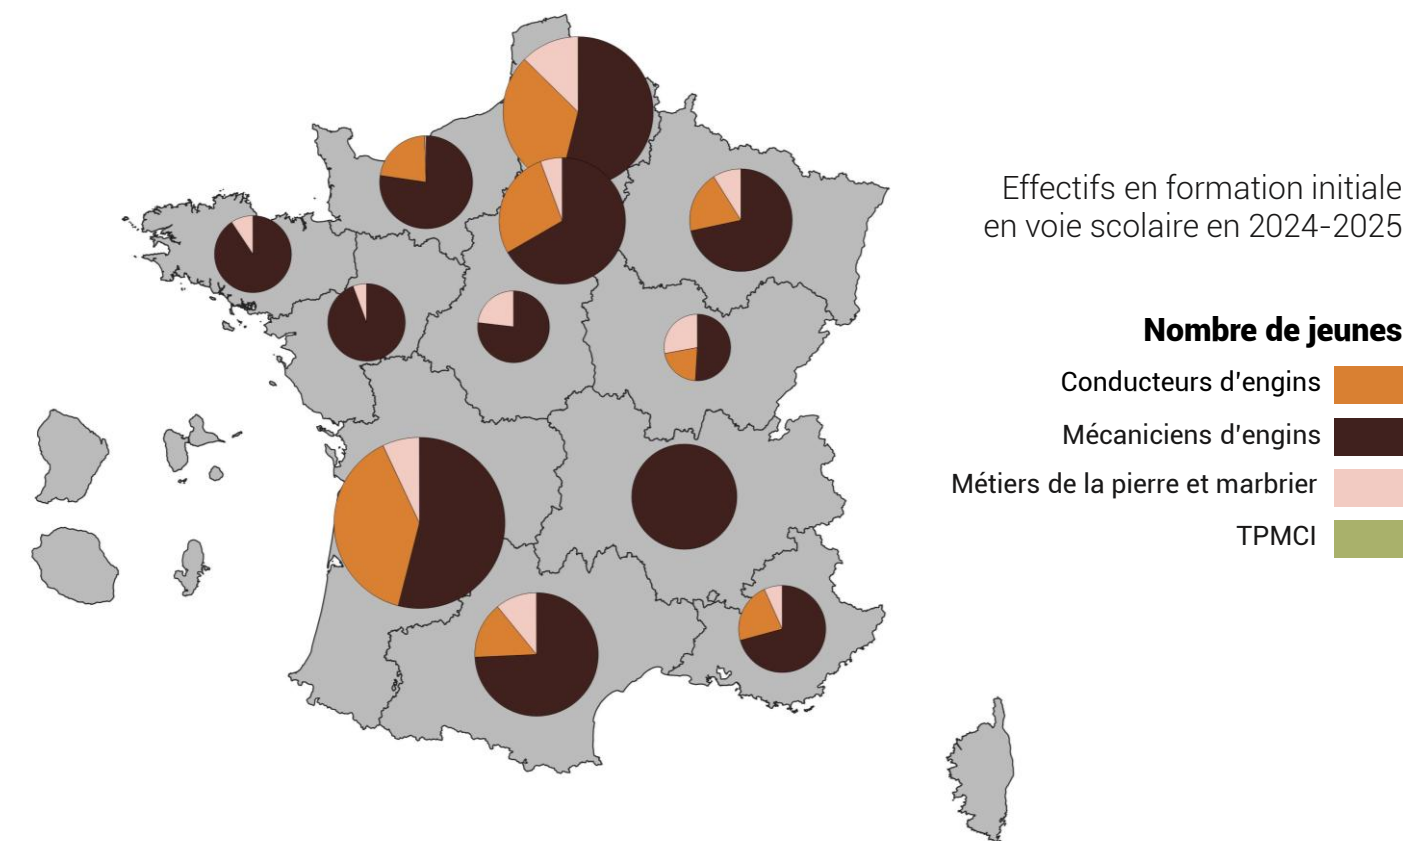 Effectifs en formation initiale
en voie scolaire en 2024-2025
Nombre de jeunes
Conducteurs d'engins
Mécaniciens d'engins
Métiers de la pierre et marbrier
TPMCI